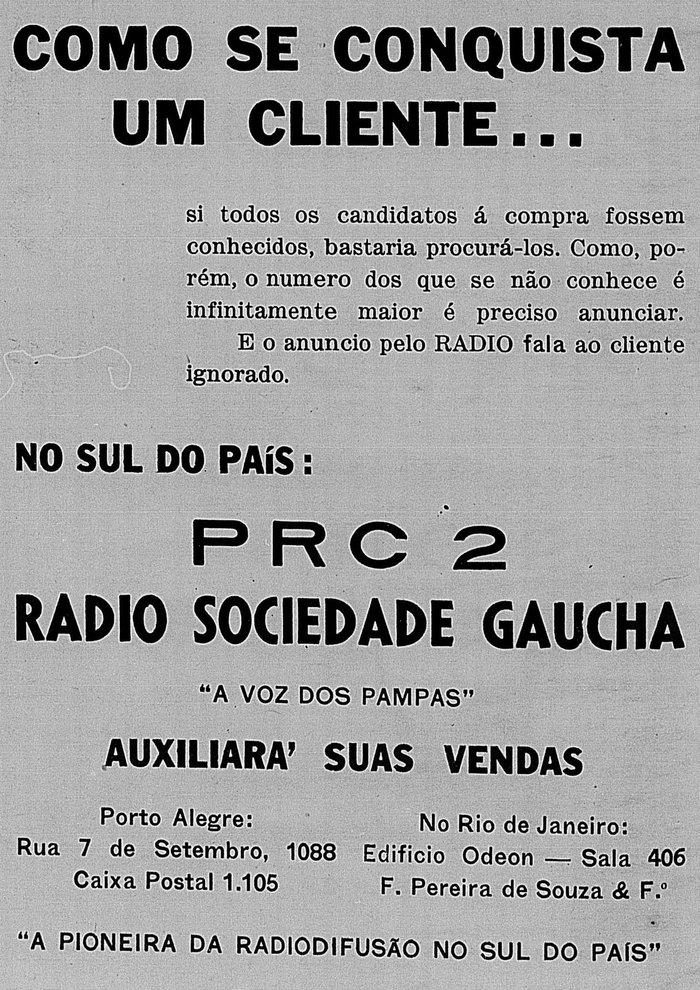 COMO SE CONQUISTA
UM CLIENTE...
si todos os candidatos á compra fossem
conhecidos, bastaria procurá-los. Como, po-
rém, o numero dos que se não conhece é
infinitamente maior é preciso anunciar.
E o anuncio pelo RADIO fala ao cliente
ignorado.
NO SUL DO PAÍS:
PRC 2
RADIO SOCIEDADE GAUCHA
"A VOZ DOS PAMPAS"
AUXILIARA' SUAS VENDAS
Porto Alegre:
Rua 7 de Setembro, 1088
Caixa Postal 1.105
No Rio de Janeiro:
Edificio Odeon — Sala 406
F. Pereira de Souza & F.º
"A PIONEIRA DA RADIODIFUSÃO NO SUL DO PAÍS"